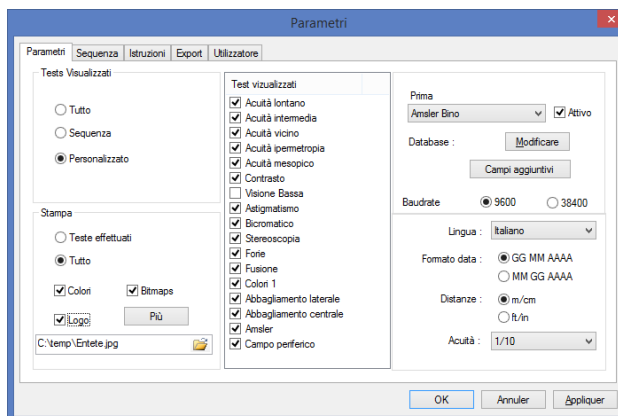 Parametri
Parametri Sequenza Istruzioni Export Utilizzatore
Tests Visualizzati
Tutto
Sequenza
Personalizzato
Stampa
Teste effettuati
Tutto
Colori Bitmaps
Logo Più
C:\temp\Entete.jpg
Test vizualizzati
Acuità lontano
Acuità intermedia
Acuità vicino
Acuità ipermetropia
Acuità mesopico
Contrasto
Visione Bassa
Astigmatismo
Bicromatico
Stereoscopia
Forie
Fusione
Colori 1
Abbagliamento laterale
Abbagliamento centrale
Amsler
Campo periferico
Prima
Amsler Bino Attivo
Database : Modificare
Campi aggiuntivi
Baudrate 9600 38400
Lingua : Italiano
Formato data : GG MM AAAA
MM GG AAAA
Distanze : m/cm
ft/in
Acuità : 1/10
OK Annuler Appliquer